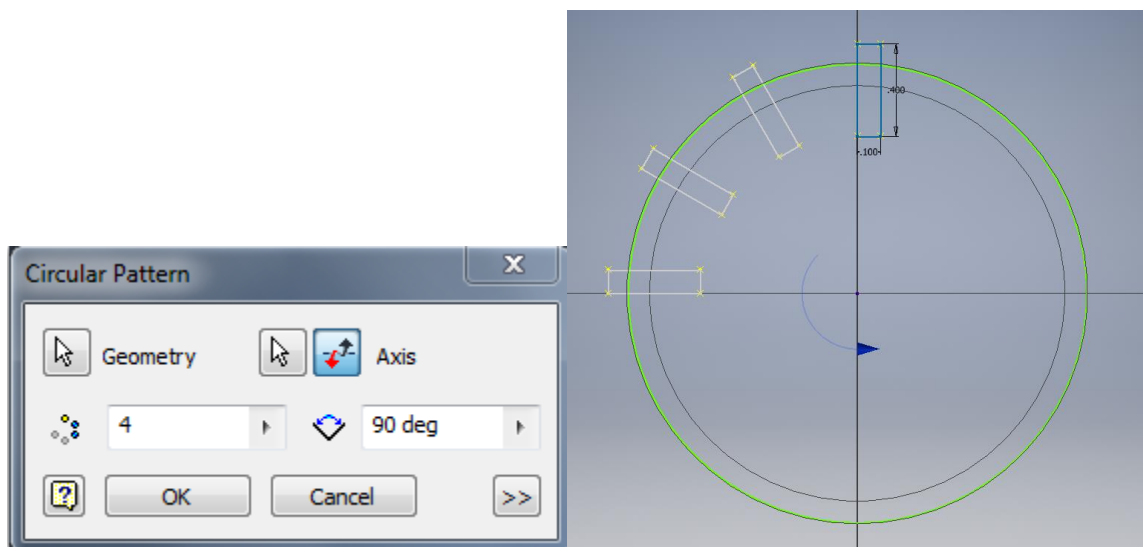 Circular Pattern
Geometry
Axis
4
90 deg
OK
Cancel
>>
.400
.100